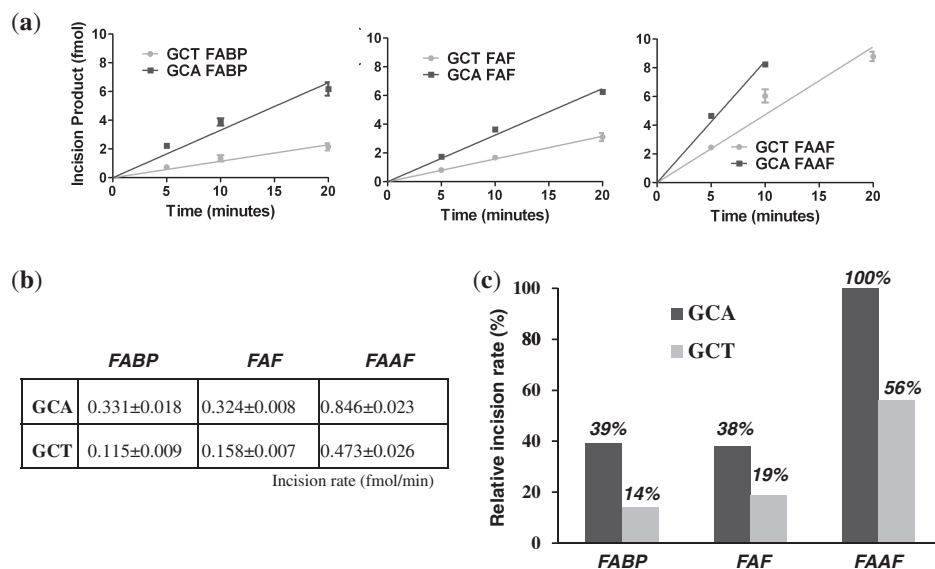 (a)
Incision Product (fmol)
10
8
6
4
2
0
GCT FABP
GCA FABP
0 5 10 20
Time (minutes)
10
8
6
4
2
0
GCT FAF
GCA FAF
0 5 10 20
Time (minutes)
10
8
6
4
2
0
GCT FAAF
GCA FAAF
0 5 10 20
Time (minutes)
(b)
FABP FAF FAAF
GCA 0.331±0.018 0.324±0.008 0.846±0.023
GCT 0.115±0.009 0.158±0.007 0.473±0.026
Incision rate (fmol/min)
(c)
Relative incision rate (%)
100
80
60
40
20
0
GCA
GCT
39%
14%
38%
19%
100%
56%
FABP FAF FAAF